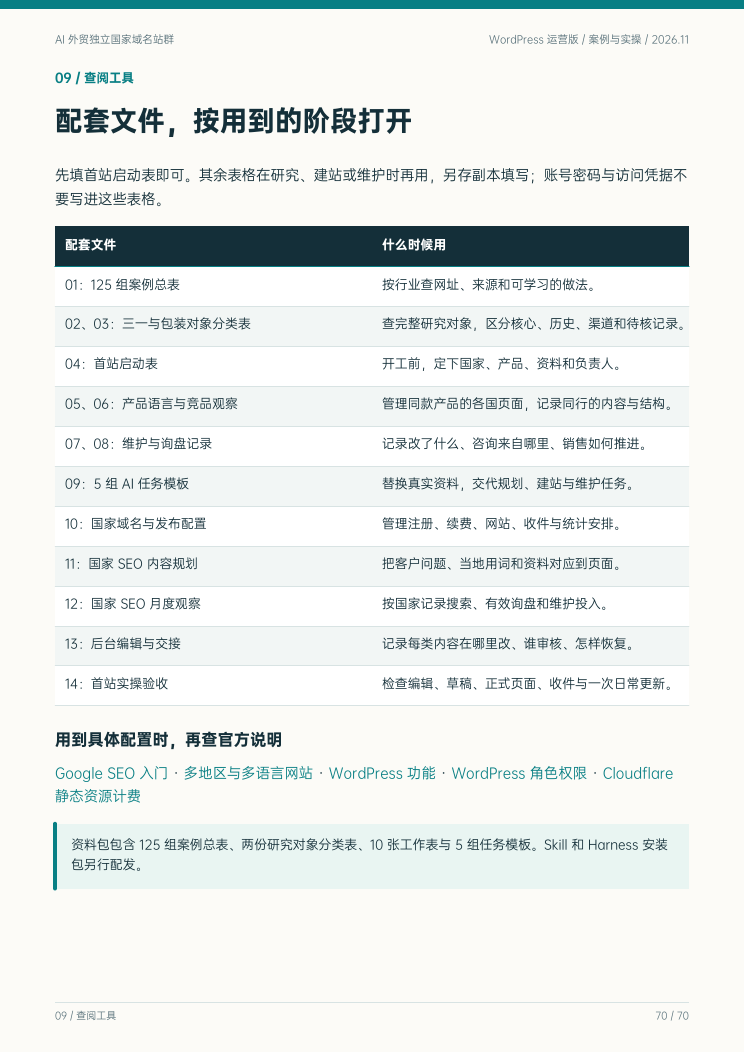 AI 外贸独立国家域名站群
WordPress 运营版 / 案例与实操 / 2026.11
09 / 查阅工具
配套文件，按用到的阶段打开
先填首站启动表即可。其余表格在研究、建站或维护时再用，另存副本填写；账号密码与访问凭据不
要写进这些表格。
配套文件 什么时候用
01：125 组案例总表 按行业查网址、来源和可学习的做法。
02、03：三一与包装对象分类表 查完整研究对象，区分核心、历史、渠道和待核记录。
04：首站启动表 开工前，定下国家、产品、资料和负责人。
05、06：产品语言与竞品观察 管理同款产品的各国页面，记录同行的内容与结构。
07、08：维护与询盘记录 记录改了什么、咨询来自哪里、销售如何推进。
09：5 组 AI 任务模板 替换真实资料，交代规划、建站与维护任务。
10：国家域名与发布配置 管理注册、续费、网站、收件与统计安排。
11：国家 SEO 内容规划 把客户问题、当地用词和资料对应到页面。
12：国家 SEO 月度观察 按国家记录搜索、有效询盘和维护投入。
13：后台编辑与交接 记录每类内容在哪里改、谁审核、怎样恢复。
14：首站实操验收 检查编辑、草稿、正式页面、收件与一次日常更新。
用到具体配置时，再查官方说明
Google SEO 入门 · 多地区与多语言网站 · WordPress 功能 · WordPress 角色权限 · Cloudflare
静态资源计费
资料包包含 125 组案例总表、两份研究对象分类表、10 张工作表与 5 组任务模板。Skill 和 Harness 安装
包另行配发。
09 / 查阅工具
70 / 70